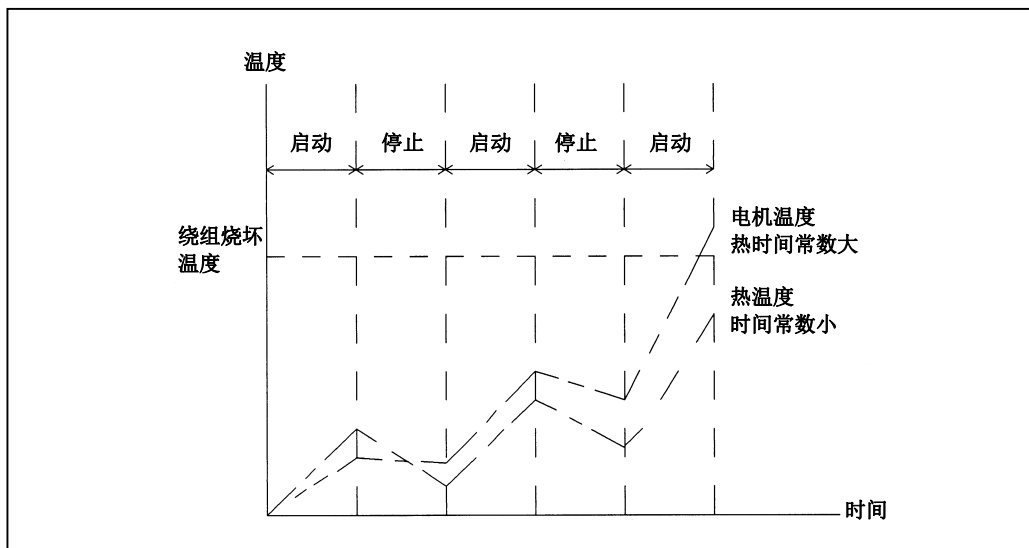 温度
启动
停止
启动
停止
启动
绕组烧坏
温度
电机温度
热时间常数大
热温度
时间常数小
时间